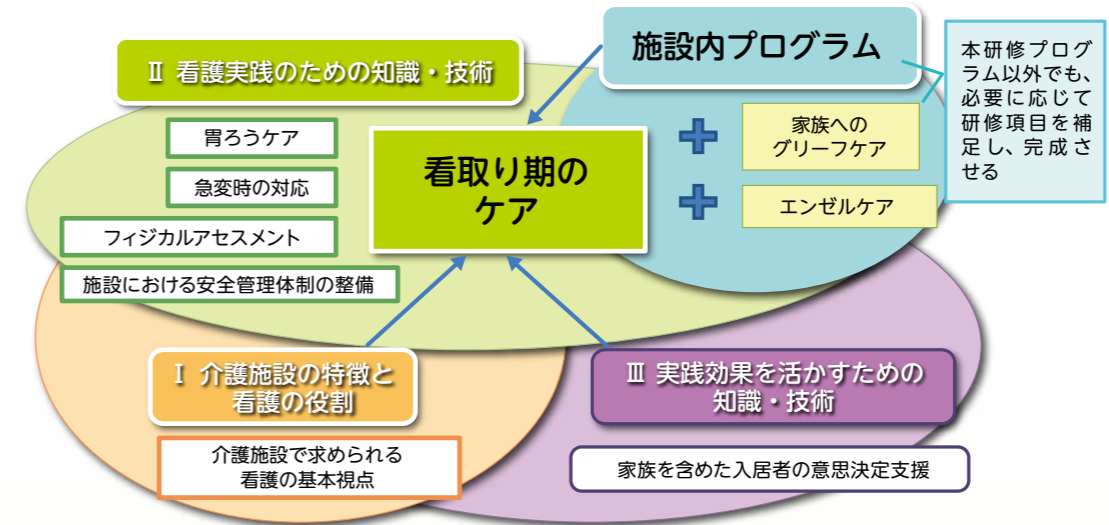 施設内プログラム
本研修プログ
ラム以外でも、
必要に応じて
研修項目を補
足し、完成さ
せる
Ⅱ 看護実践のための知識・技術
胃ろうケア
急変時の対応
フィジカルアセスメント
施設における安全管理体制の整備
看取り期の
ケア
家族への
グリーフケア
エンゼルケア
Ⅰ 介護施設の特徴と
看護の役割
介護施設で求められる
看護の基本視点
Ⅲ 実践効果を活かすための
知識・技術
家族を含めた入居者の意思決定支援